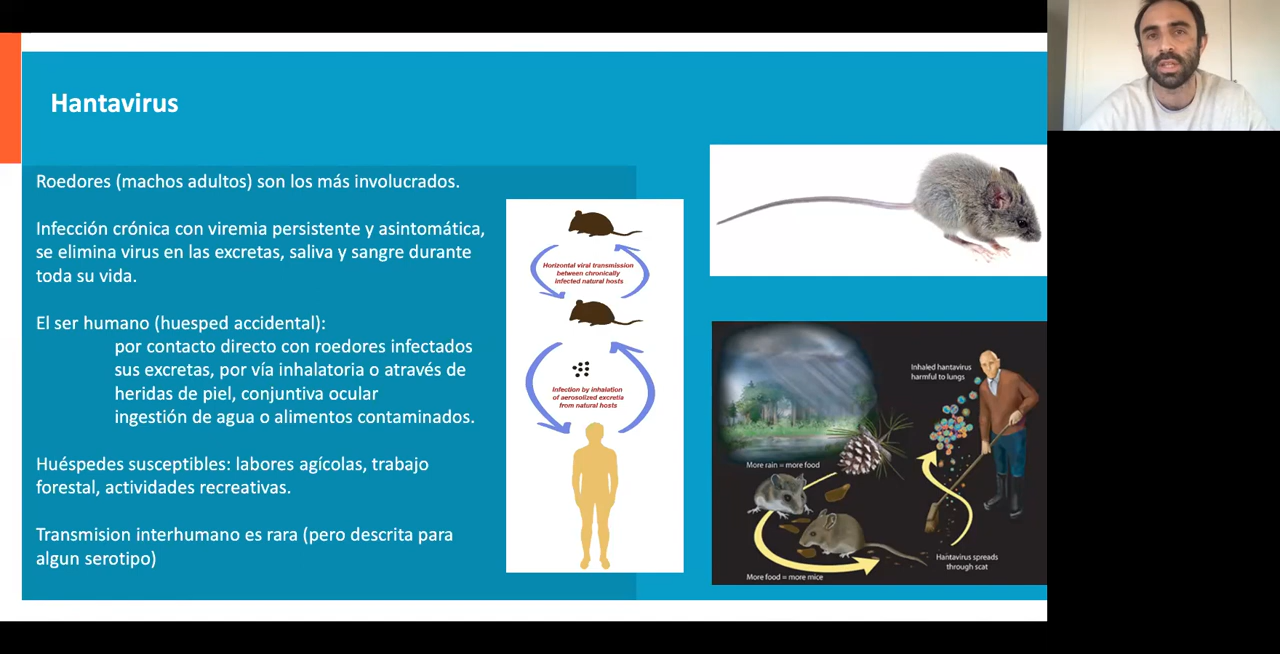 Hantavirus
Roedores (machos adultos) son los más involucrados.
Infección crónica con viremia persistente y asintomática,
se elimina virus en las excretas, saliva y sangre durante
toda su vida.
El ser humano (huesped accidental):
por contacto directo con roedores infectados
sus excretas, por vía inhalatoria o através de
heridas de piel, conjuntiva ocular
ingestión de agua o alimentos contaminados.
Huéspedes susceptibles: labores agícolas, trabajo
forestal, actividades recreativas.
Transmision interhumano es rara (pero descrita para
algun serotipo)
Horizontal viral transmission
between chronically
infected natural hosts
Infection by inhalation
of aerosolized excretia
from natural hosts
Inhaled hantavirus
harmful to lungs
More rain = more food
Hantavirus spreads
through scat
More food = more mice